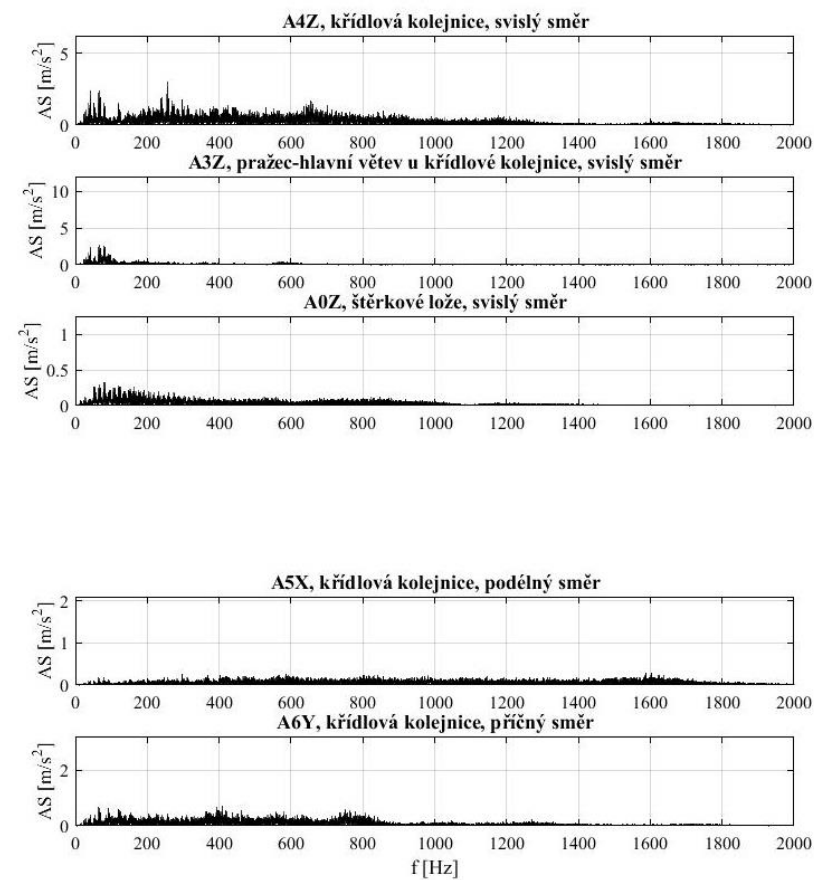 A4Z, křídlová kolejnice, svislý směr
AS [m/s²]
5
0
0 200 400 600 800 1000 1200 1400 1600 1800 2000
A3Z, pražec-hlavní větev u křídlové kolejnice, svislý směr
AS [m/s²]
10
5
0
0 200 400 600 800 1000 1200 1400 1600 1800 2000
A0Z, štěrkové lože, svislý směr
AS [m/s²]
1
0.5
0
0 200 400 600 800 1000 1200 1400 1600 1800 2000
A5X, křídlová kolejnice, podélný směr
AS [m/s²]
2
1
0
0 200 400 600 800 1000 1200 1400 1600 1800 2000
A6Y, křídlová kolejnice, příčný směr
AS [m/s²]
2
0
0 200 400 600 800 1000 1200 1400 1600 1800 2000
f [Hz]